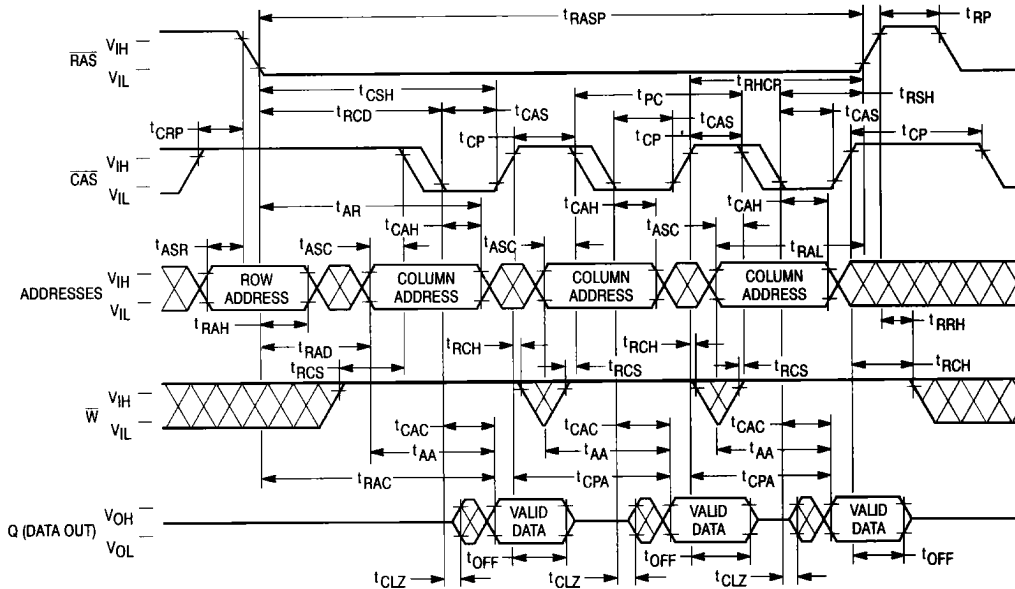 tRASP tRP
RAS VIH
VIL
tCSH tRHCP
tPC tRSH
tRCD tCAS tCAS tCAS
tCRP tCP tCP tCP
CAS VIH
VIL
tAR tCAH tCAH tCAH
tASR tASC tASC tASC tRAL
ADDRESSES VIH
VIL
ROW ADDRESS
COLUMN ADDRESS
COLUMN ADDRESS
COLUMN ADDRESS
tRAH tRRH
tRAD tRCH tRCH tRCH
tRCS tRCS tRCS
W VIH
VIL
tCAC tCAC tCAC
tAA tAA tAA
tRAC tCPA tCPA
Q (DATA OUT) VOH
VOL
VALID DATA
VALID DATA
VALID DATA
tOFF tOFF tOFF
tCLZ tCLZ tCLZ